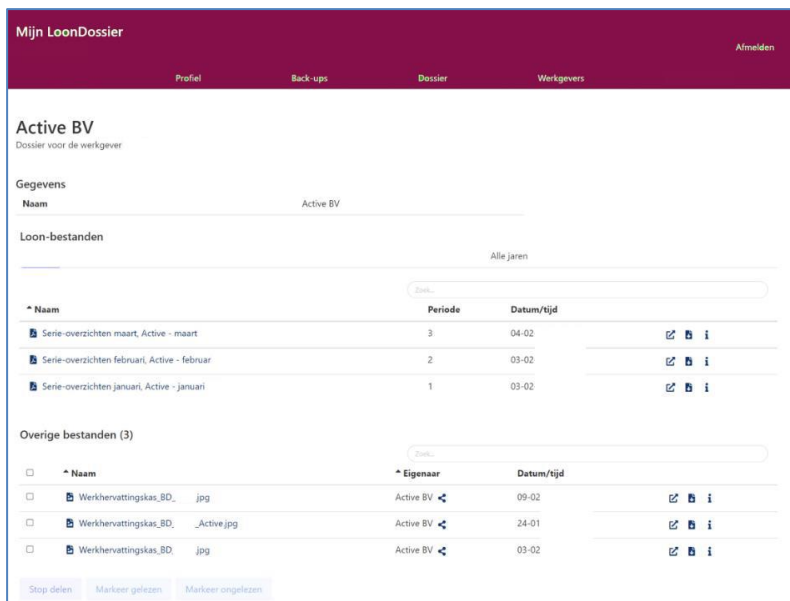 Mijn LoonDossier
Afmelden
Profiel Back-ups Dossier Werkgevers
Active BV
Dossier voor de werkgever
Gegevens
Naam Active BV
Loon-bestanden
Alle jaren
Zoek...
Naam Periode Datum/tijd
Serie-overzichten maart, Active - maart 3 04-02
Serie-overzichten februari, Active - februar 2 03-02
Serie-overzichten januari, Active - januari 1 03-02
Overige bestanden (3)
Zoek...
Naam Eigenaar Datum/tijd
Werkhervattingskas_BD_ .jpg Active BV 09-02
Werkhervattingskas_BD_ _Active.jpg Active BV 24-01
Werkhervattingskas_BD_ .jpg Active BV 03-02
Stop delen Markeer gelezen Markeer ongelezen